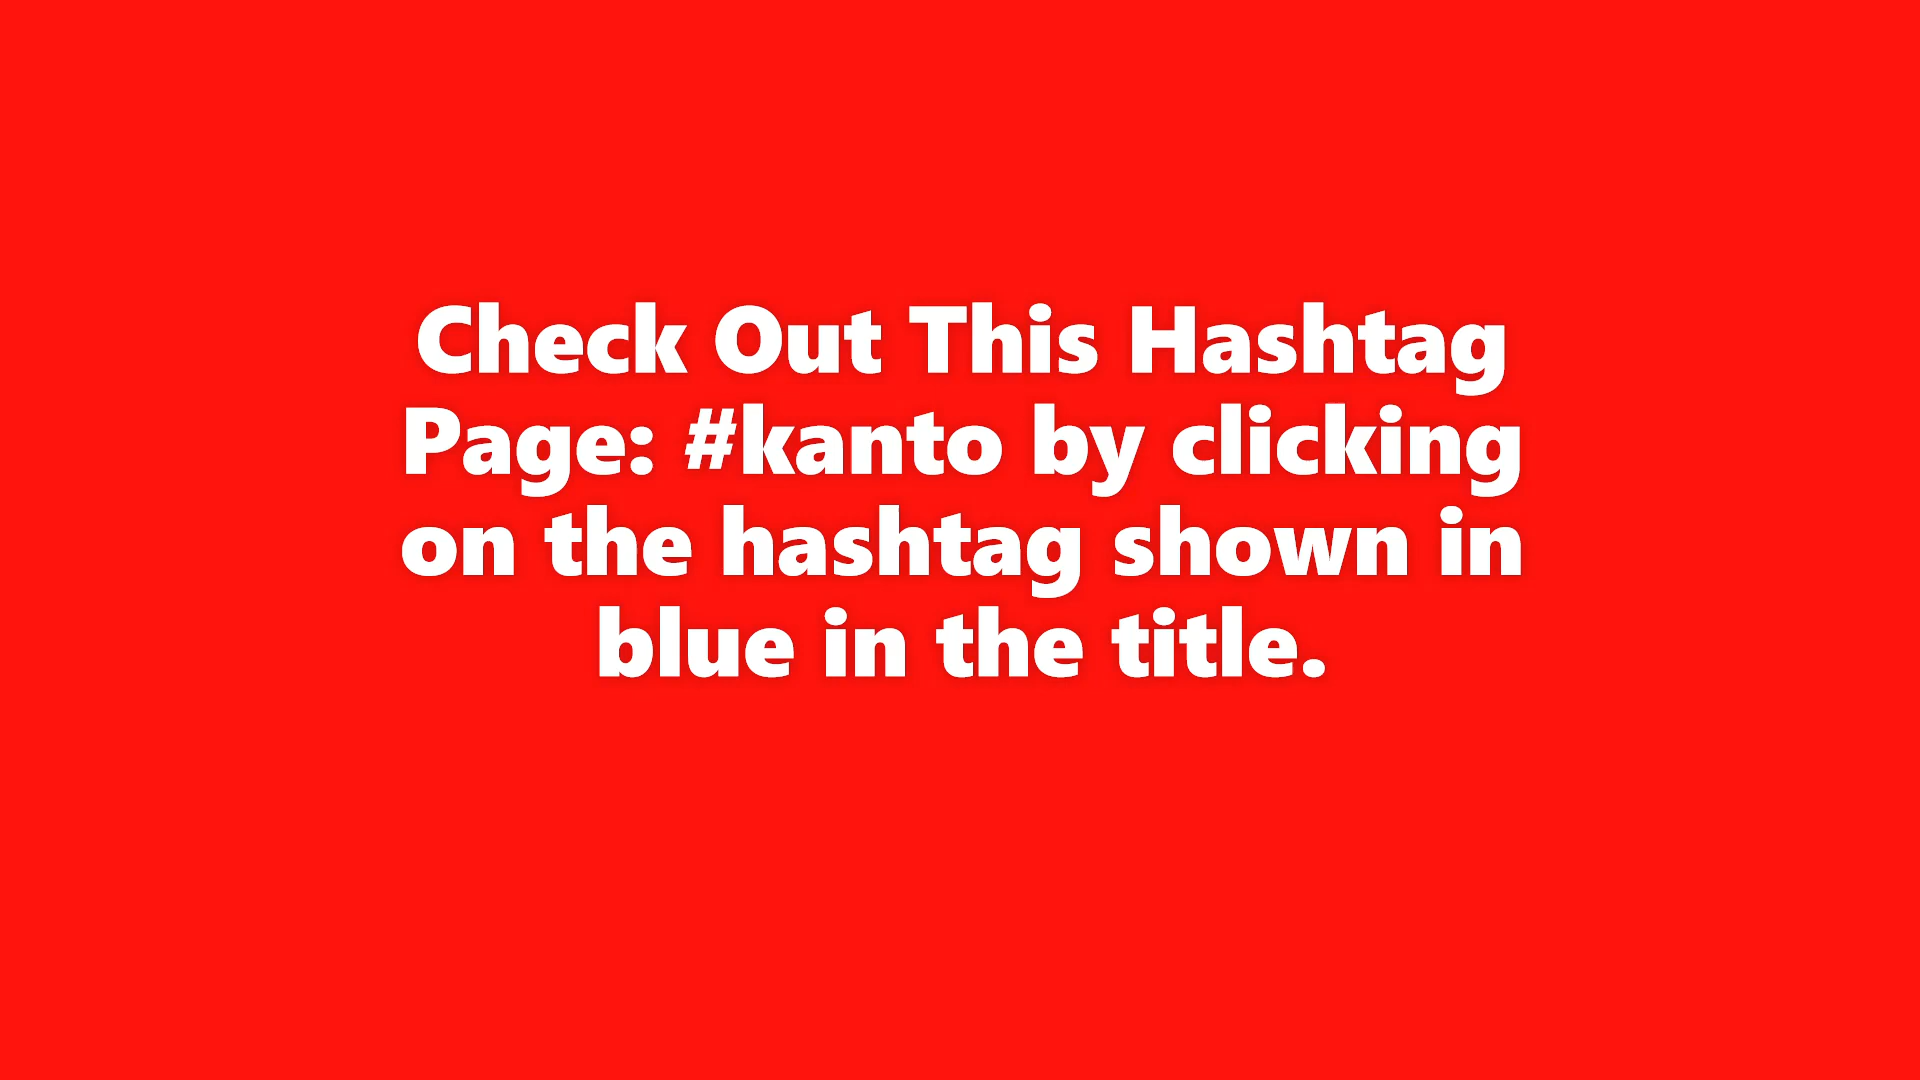 Check Out This Hashtag
Page: #kanto by clicking
on the hashtag shown in
blue in the title.